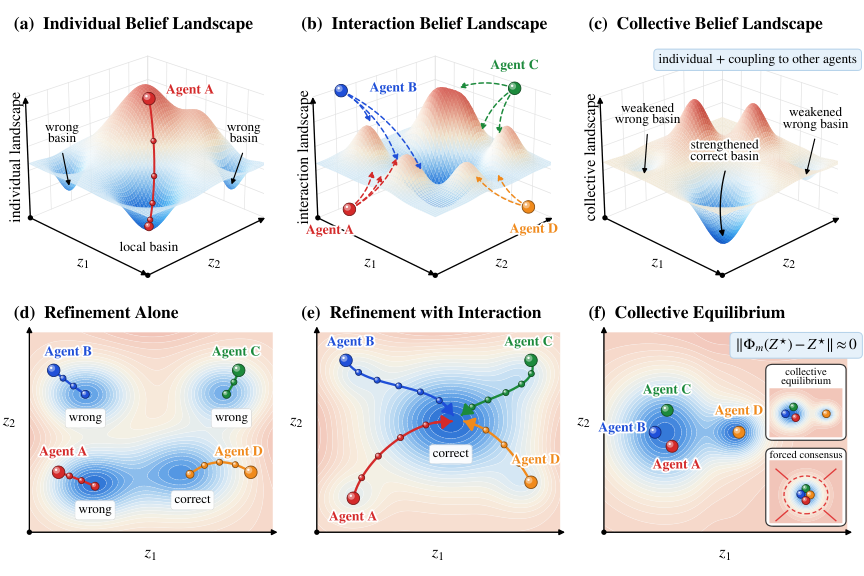 (a) Individual Belief Landscape
individual landscape
Agent A
wrong
basin
wrong
basin
local basin
z1
z2
(b) Interaction Belief Landscape
interaction landscape
Agent B
Agent C
Agent A
Agent D
z1
z2
(c) Collective Belief Landscape
individual + coupling to other agents
collective landscape
weakened
wrong basin
weakened
wrong basin
strengthened
correct basin
z1
z2
(d) Refinement Alone
z2
Agent B
Agent C
wrong
wrong
Agent A
Agent D
wrong
correct
z1
(e) Refinement with Interaction
z2
Agent B
Agent C
correct
Agent D
Agent A
z1
(f) Collective Equilibrium
‖Φm(Z⋆)−Z⋆‖≈0
z2
Agent C
Agent B
Agent D
Agent A
collective
equilibrium
forced consensus
z1